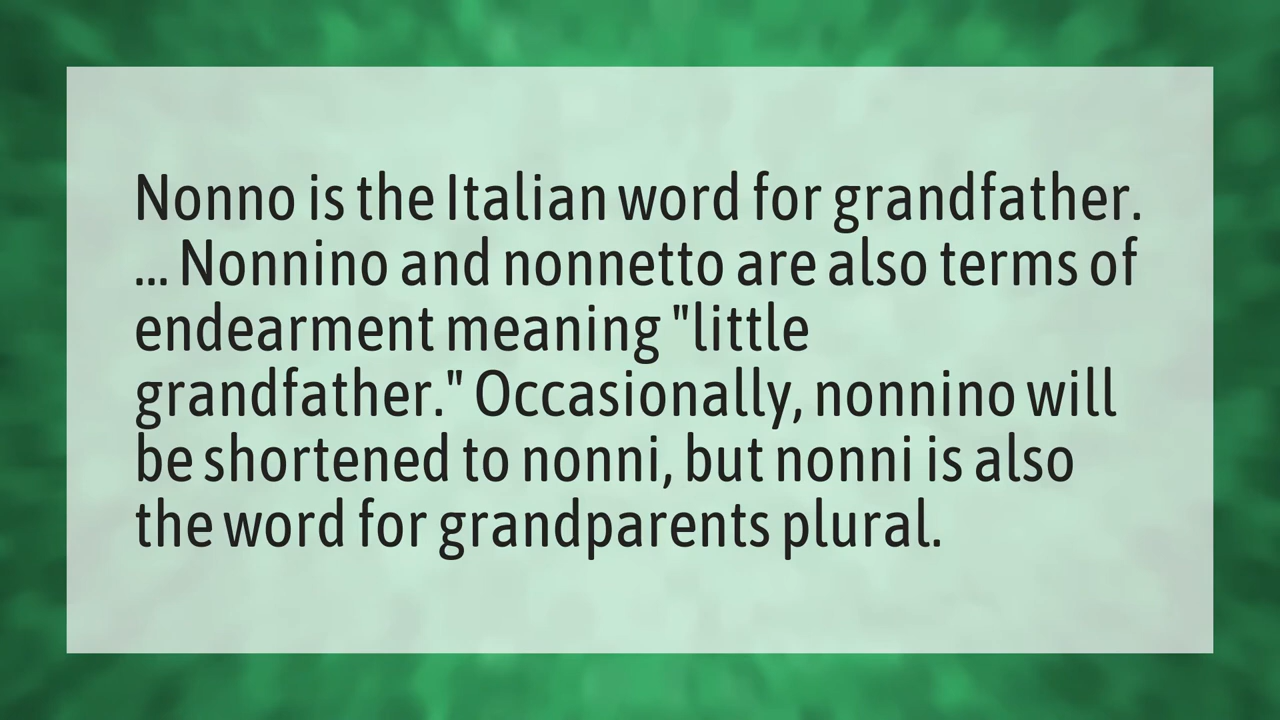 Nonno is the Italian word for grandfather.
... Nonnino and nonnetto are also terms of
endearment meaning "little
grandfather." Occasionally, nonnino will
be shortened to nonni, but nonni is also
the word for grandparents plural.